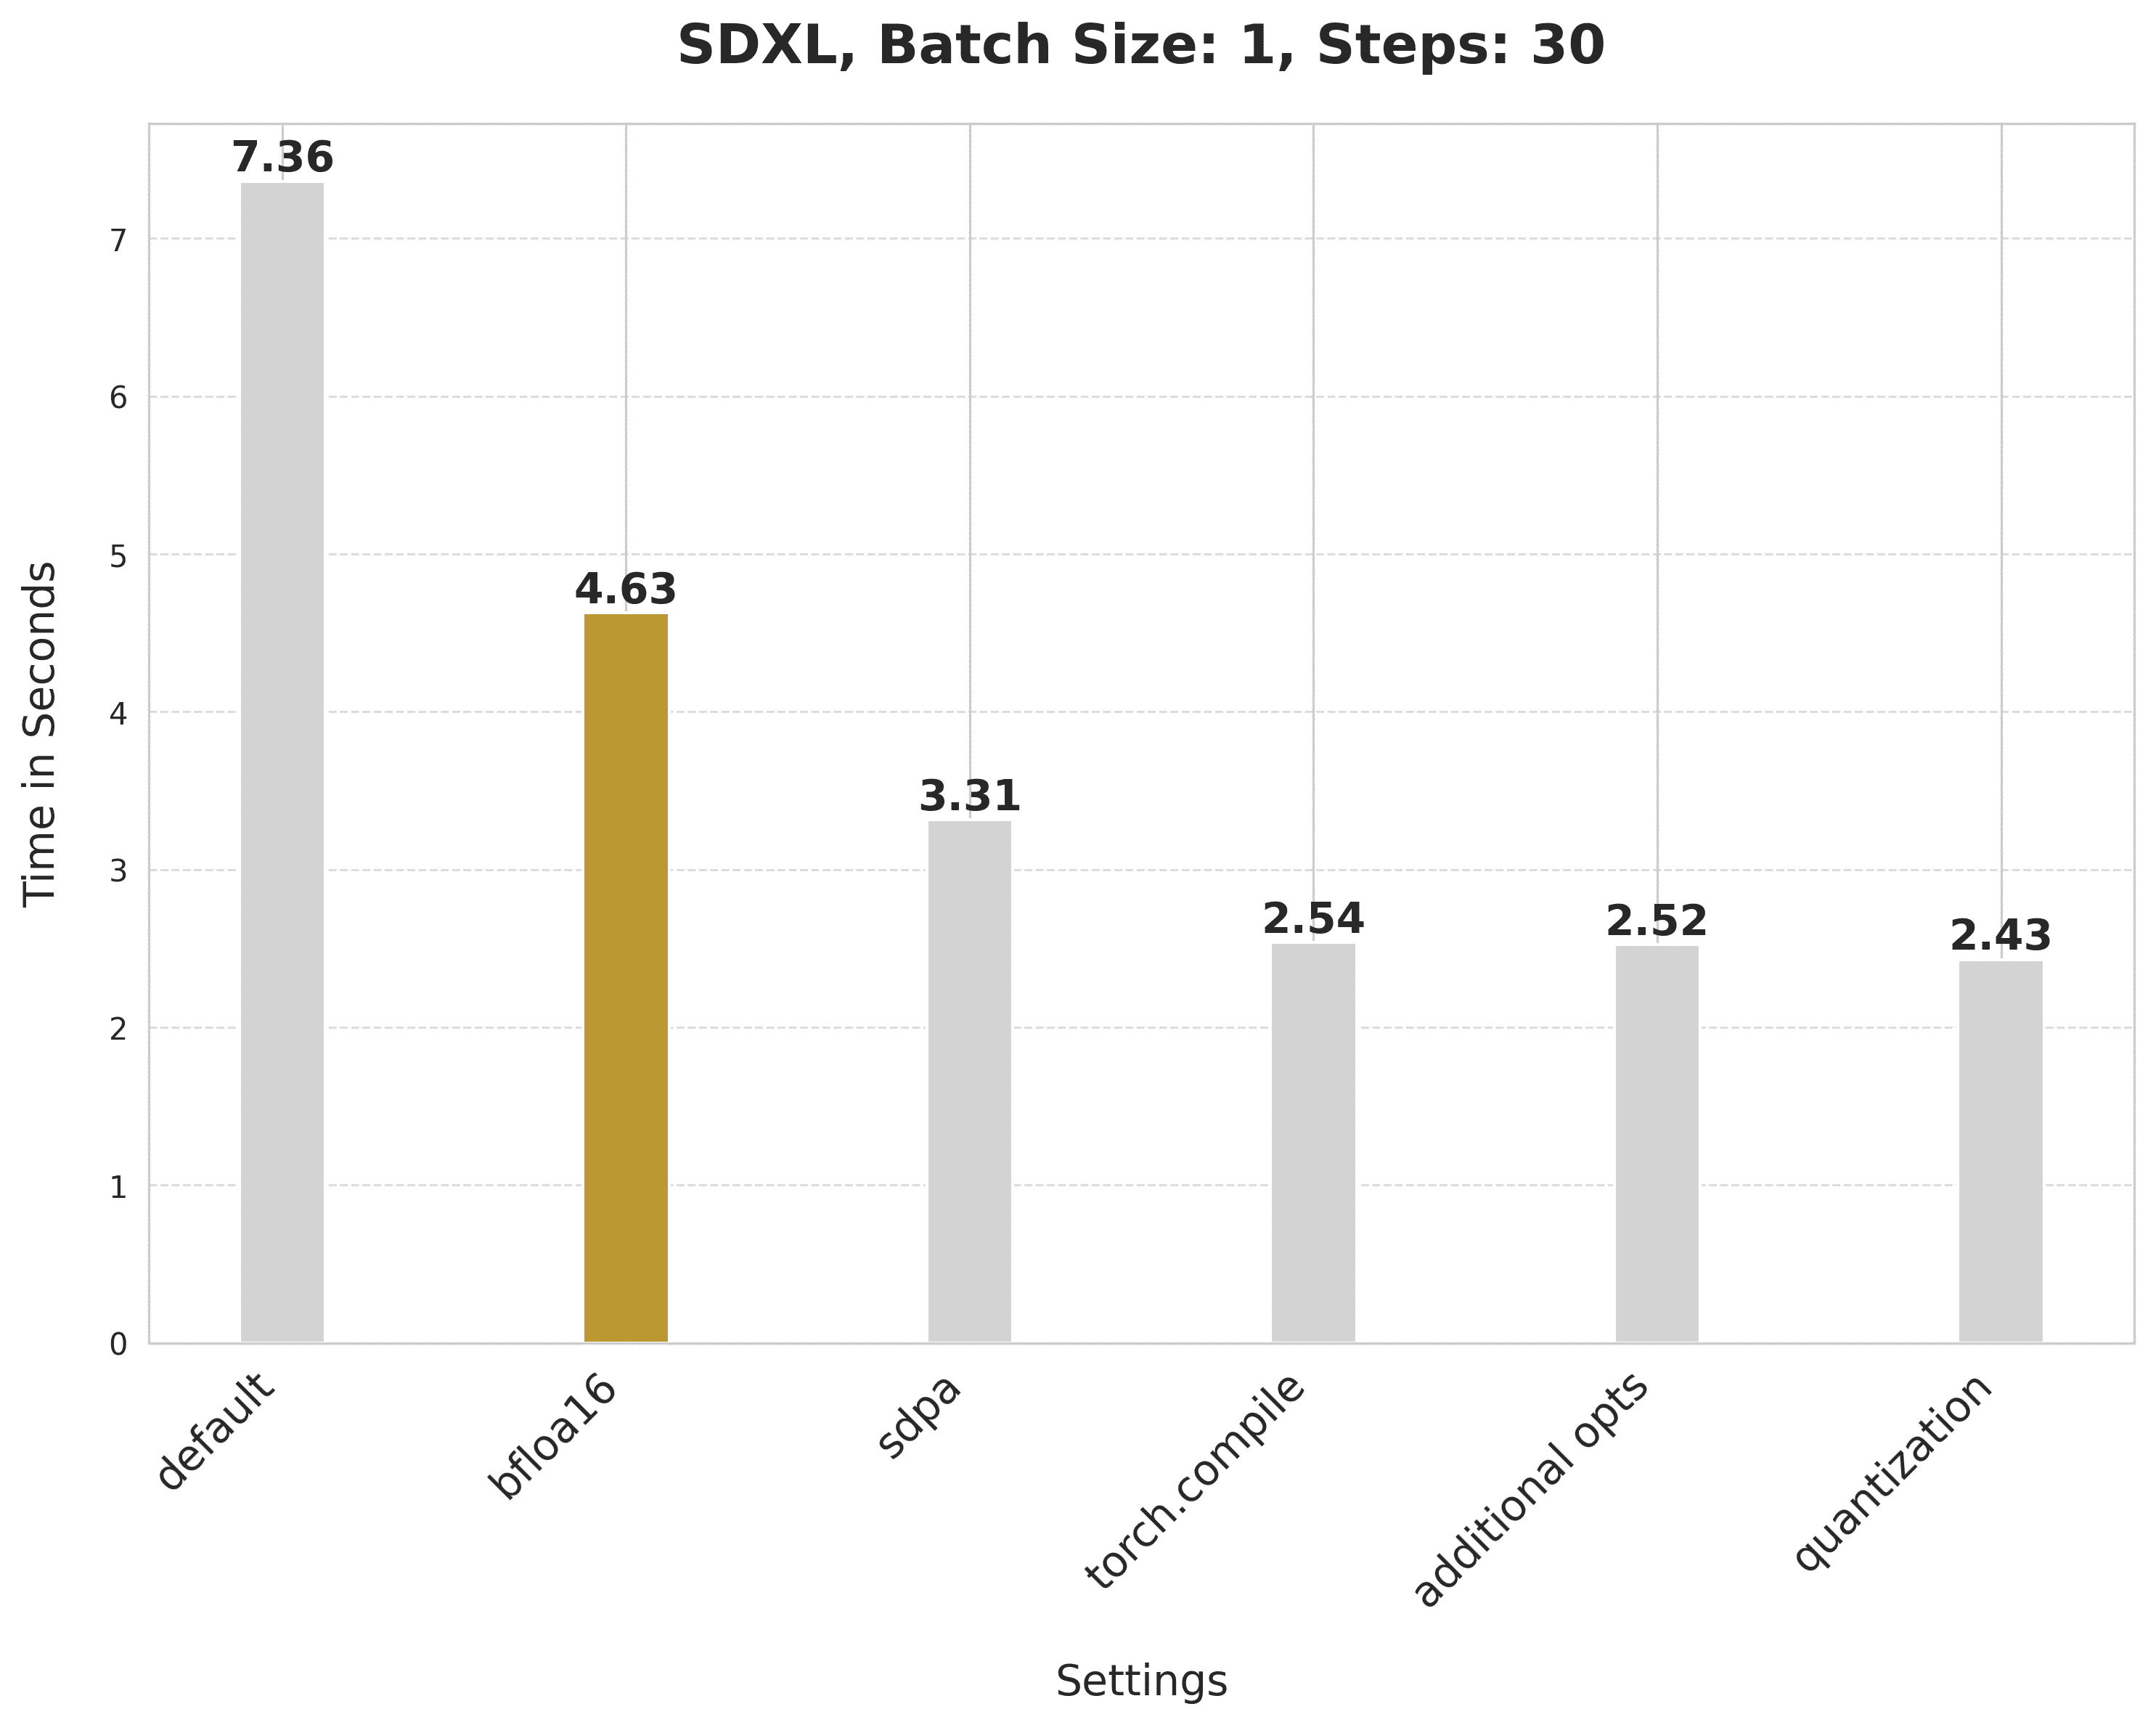 SDXL, Batch Size: 1, Steps: 30
7.36
4.63
3.31
2.54
2.52
2.43
7
6
5
4
3
2
1
0
Time in Seconds
default
bfloa16
sdpa
torch.compile
additional opts
quantization
Settings